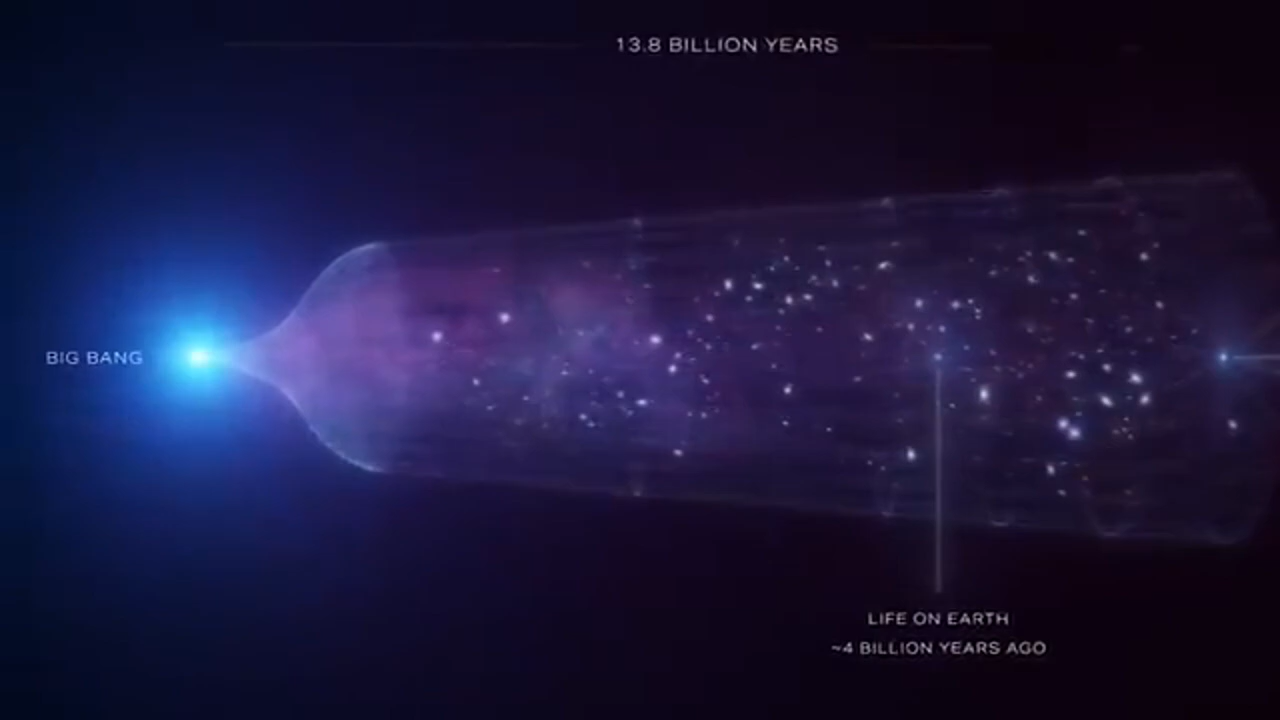 13.8 BILLION YEARS
BIG BANG
LIFE ON EARTH
~4 BILLION YEARS AGO